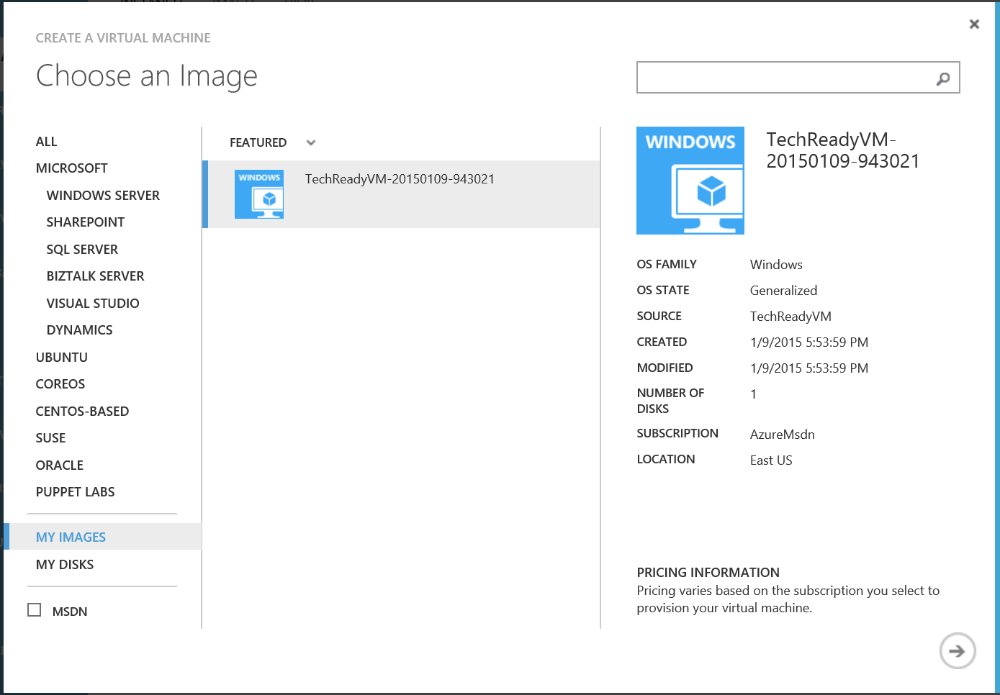 CREATE A VIRTUAL MACHINE
Choose an Image
ALL
MICROSOFT
WINDOWS SERVER
SHAREPOINT
SQL SERVER
BIZTALK SERVER
VISUAL STUDIO
DYNAMICS
UBUNTU
COREOS
CENTOS-BASED
SUSE
ORACLE
PUPPET LABS
MY IMAGES
MY DISKS
MSDN
FEATURED
WINDOWS
TechReadyVM-20150109-943021
WINDOWS
TechReadyVM-
20150109-943021
OS FAMILY Windows
OS STATE Generalized
SOURCE TechReadyVM
CREATED 1/9/2015 5:53:59 PM
MODIFIED 1/9/2015 5:53:59 PM
NUMBER OF 1
DISKS
SUBSCRIPTION AzureMsdn
LOCATION East US
PRICING INFORMATION
Pricing varies based on the subscription you select to
provision your virtual machine.